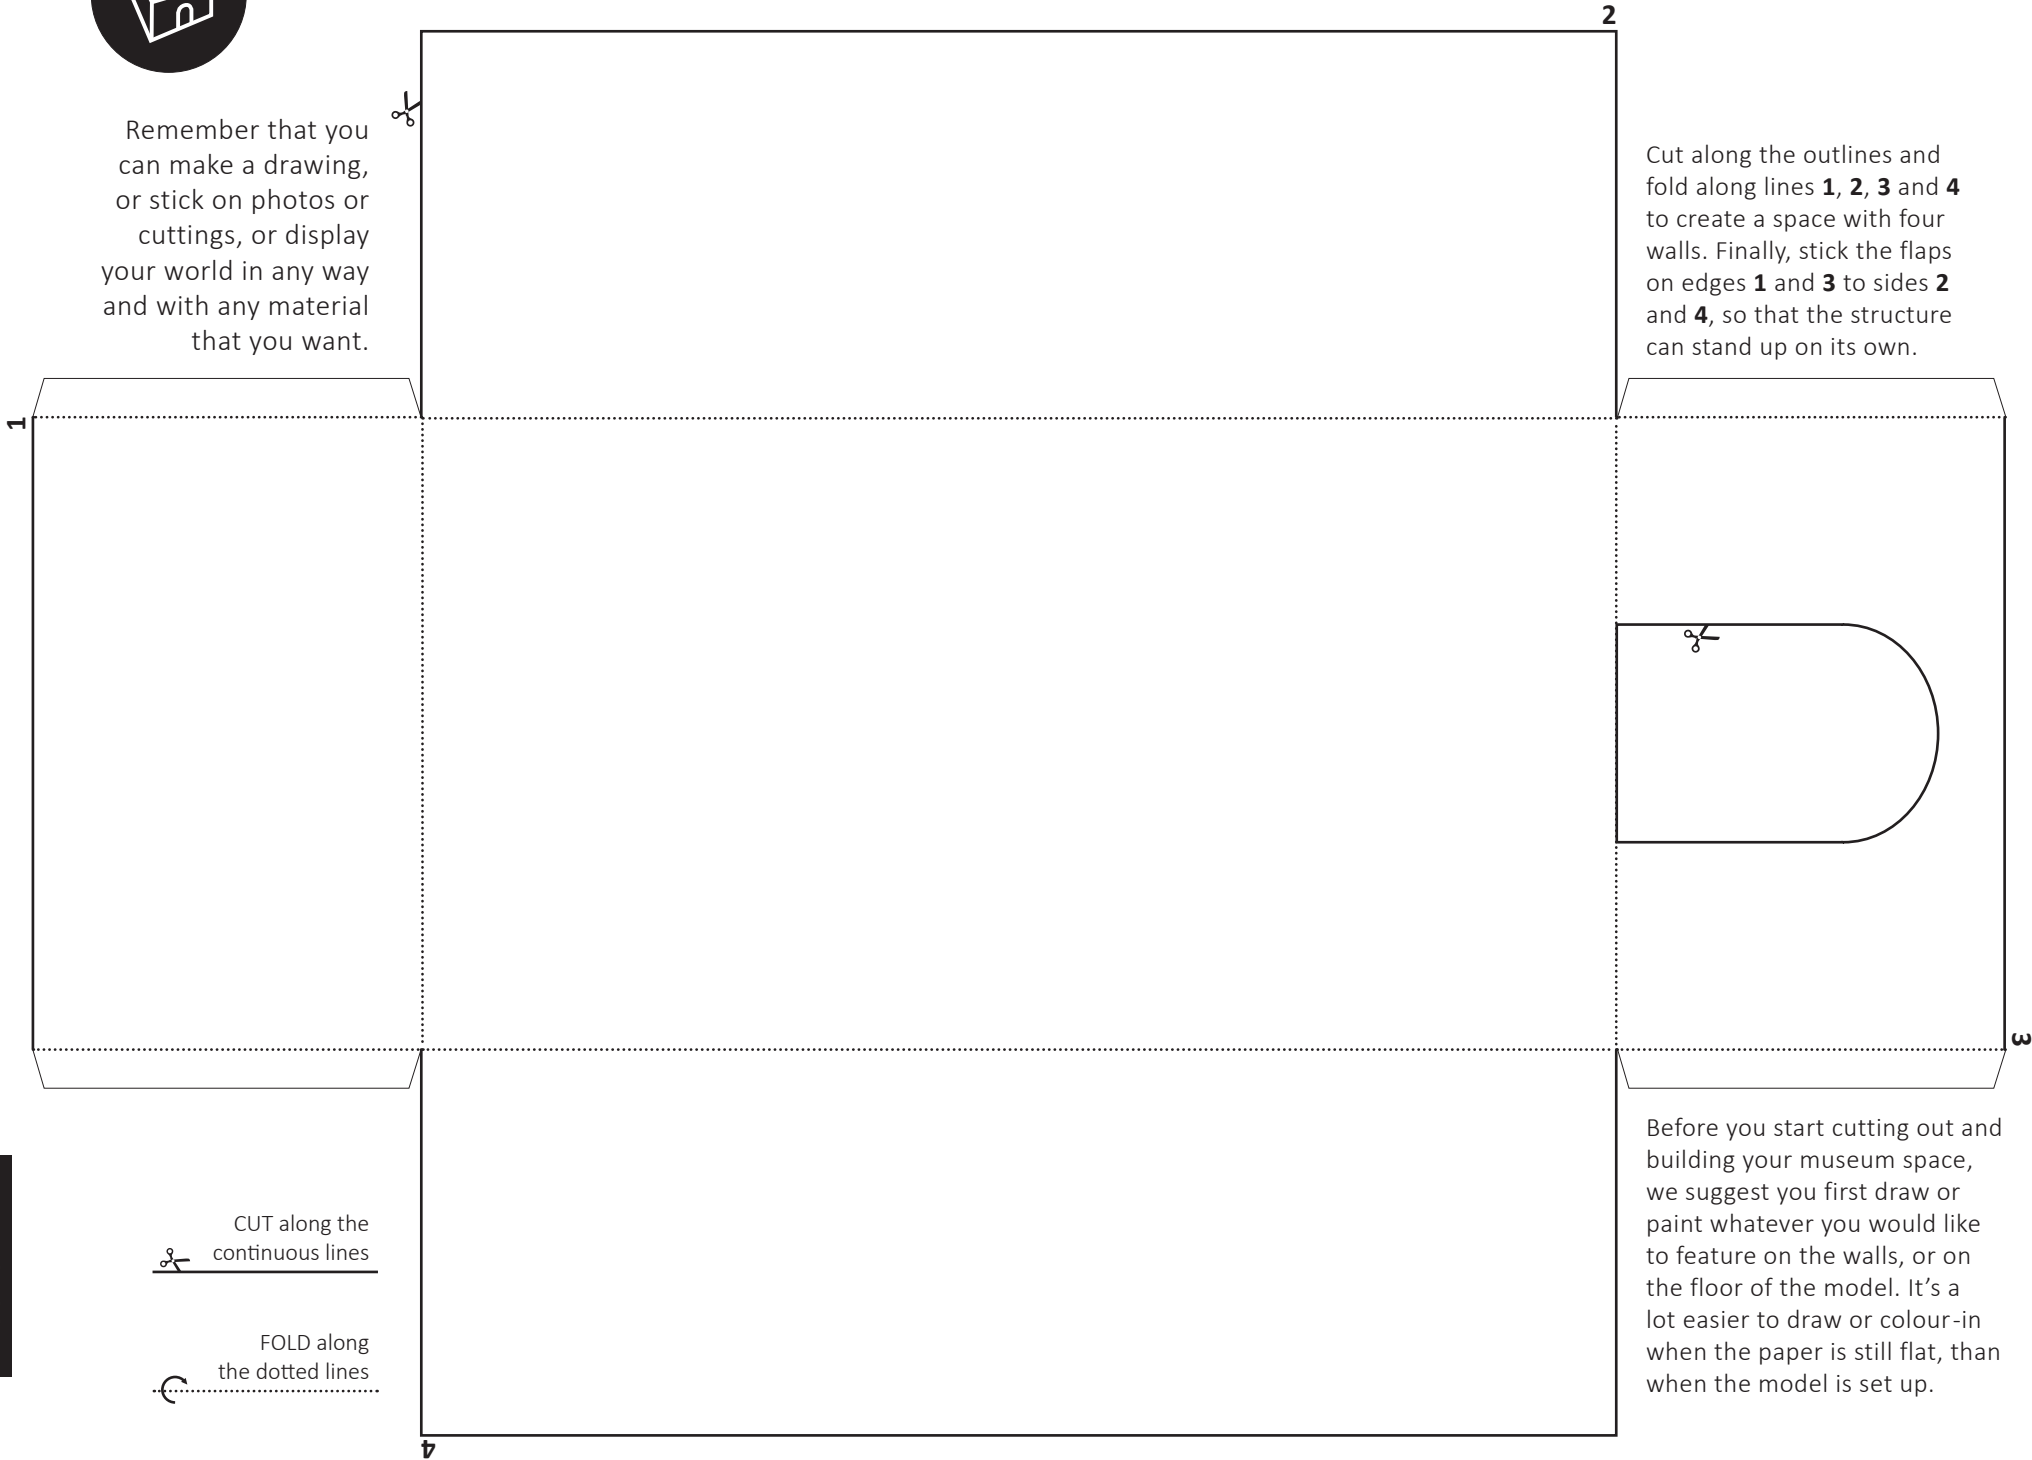 2
Remember that you
can make a drawing,
or stick on photos or
cuttings, or display
your world in any way
and with any material
that you want.
Cut along the outlines and
fold along lines 1, 2, 3 and 4
to create a space with four
walls. Finally, stick the flaps
on edges 1 and 3 to sides 2
and 4, so that the structure
can stand up on its own.
1
3
CUT along the
continuous lines
FOLD along
the dotted lines
Before you start cutting out and
building your museum space,
we suggest you first draw or
paint whatever you would like
to feature on the walls, or on
the floor of the model. It’s a
lot easier to draw or colour-in
when the paper is still flat, than
when the model is set up.
4